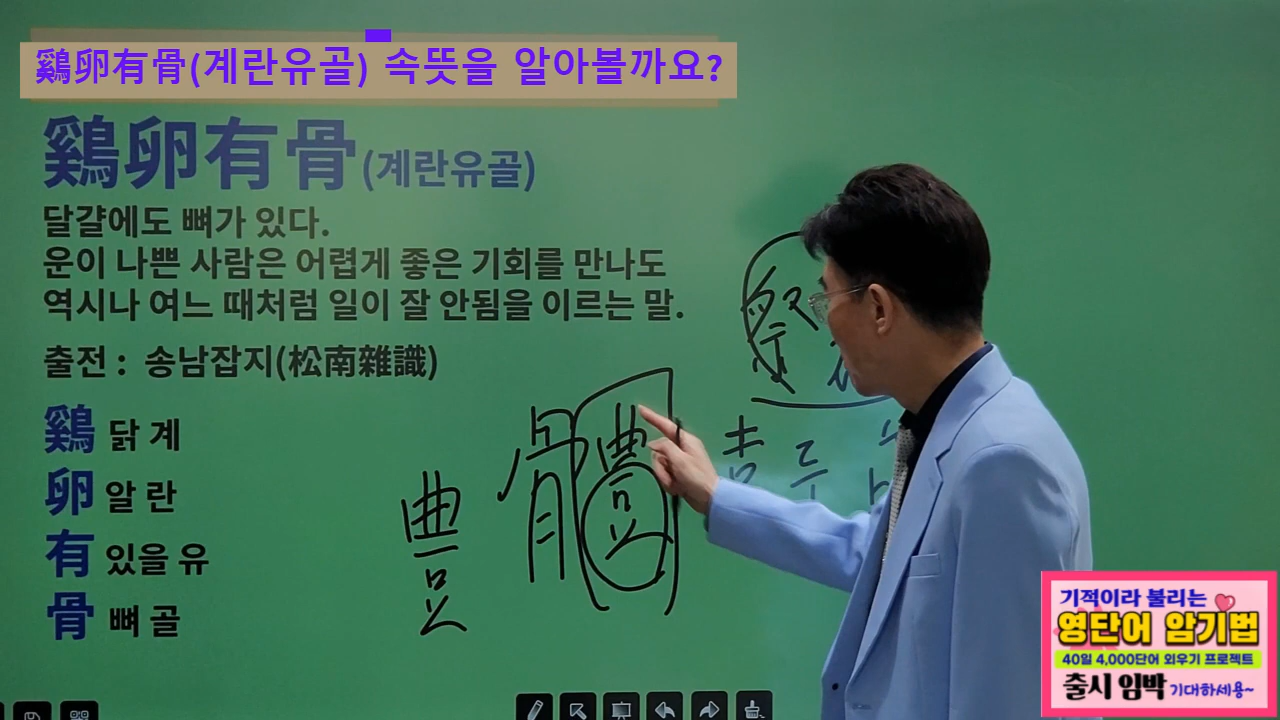 鷄卵有骨(계란유골) 속뜻을 알아볼까요?
鷄卵有骨(계란유골)
달걀에도 뼈가 있다.
운이 나쁜 사람은 어렵게 좋은 기회를 만나도
역시나 여느 때처럼 일이 잘 안됨을 이르는 말.
출전 : 송남잡지(松南雜識)
鷄 닭 계
卵 알 란
有 있을 유
骨 뼈 골
豊
體
기적이라 불리는
영단어 암기법
40일 4,000단어 외우기 프로젝트
출시 임박 기대하세용~